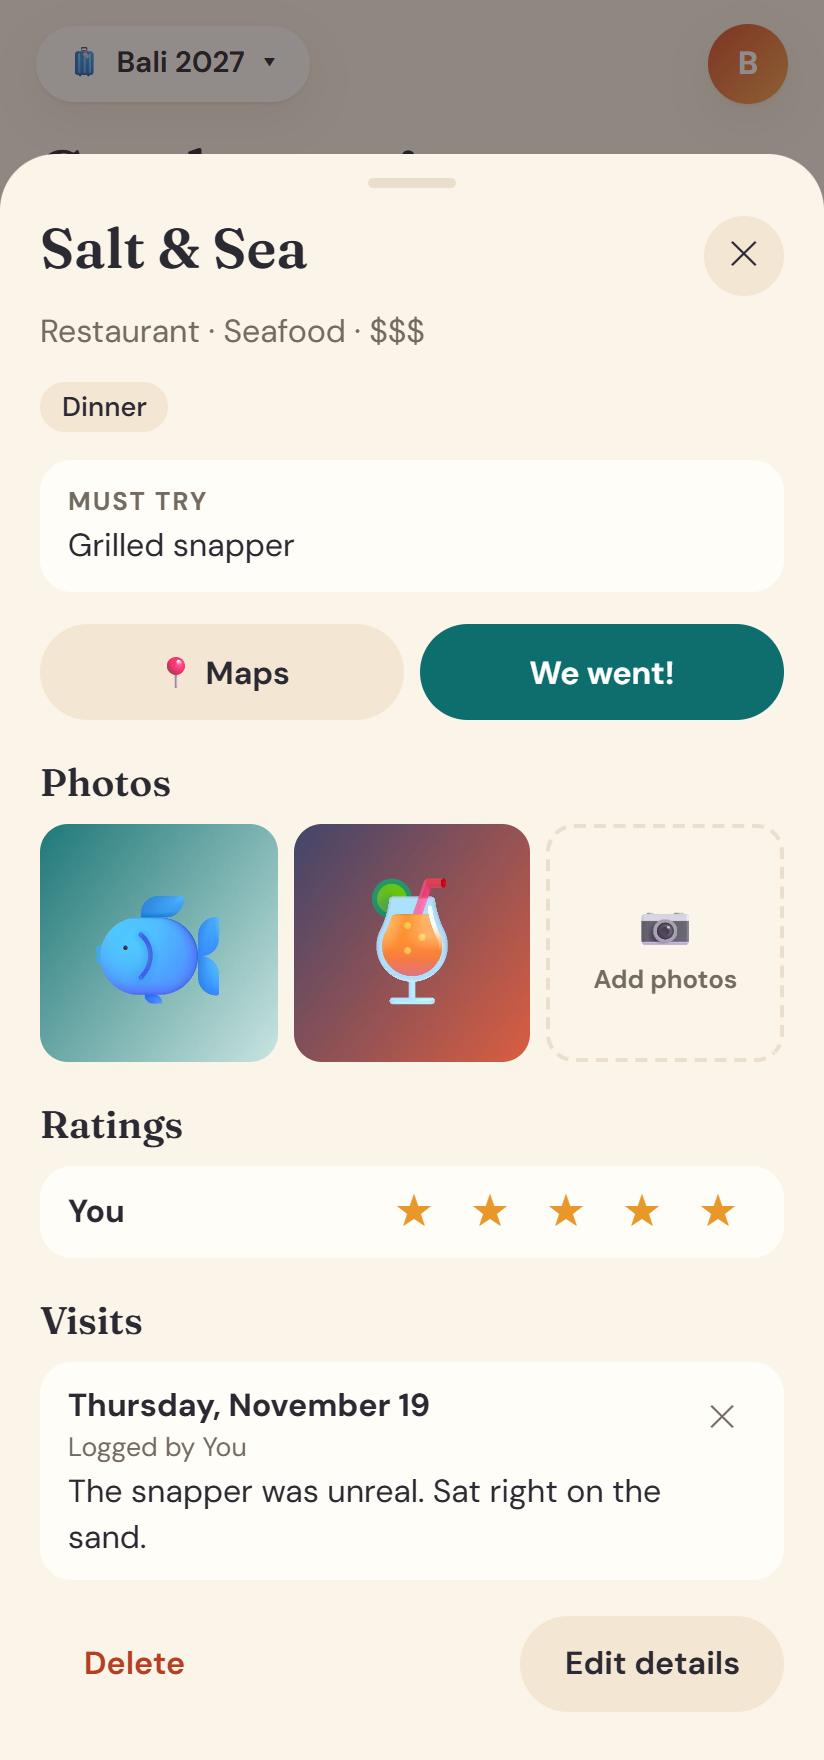 Bali 2027
B
Salt & Sea
Restaurant · Seafood · $$$
Dinner
MUST TRY
Grilled snapper
Maps
We went!
Photos
Add photos
Ratings
You
Visits
Thursday, November 19
Logged by You
The snapper was unreal. Sat right on the
sand.
Delete
Edit details